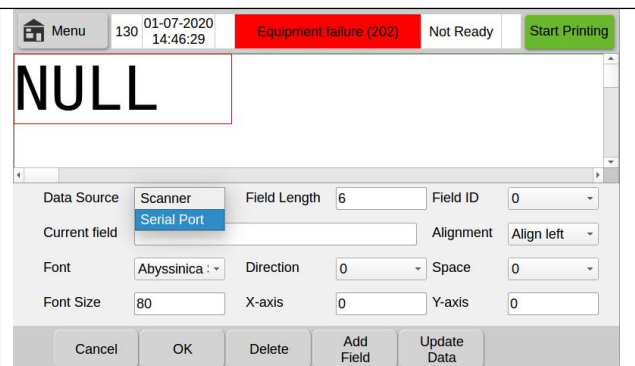 Menu 130 01-07-2020 14:46:29 Equipment failure (202) Not Ready Start Printing
NULL
Data Source Scanner Field Length 6 Field ID 0
Serial Port
Current field Alignment Align left
Font Abyssinica Direction 0 Space 0
Font Size 80 X-axis 0 Y-axis 0
Cancel OK Delete Add Field Update Data